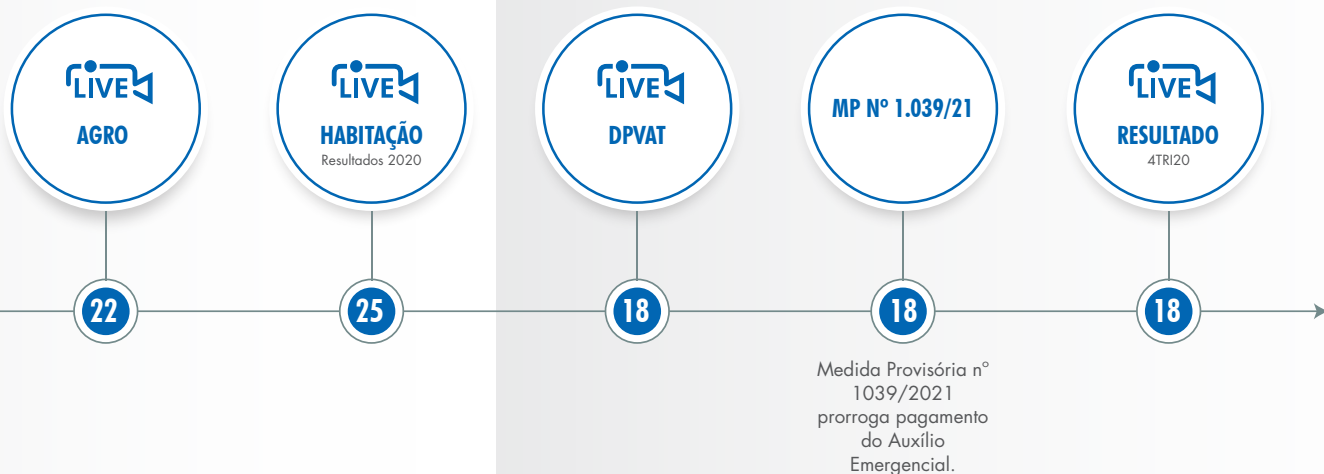 LIVE
AGRO
22
LIVE
HABITAÇÃO
Resultados 2020
25
LIVE
DPVAT
18
MP Nº 1.039/21
18
Medida Provisória nº
1039/2021
prorroga pagamento
do Auxílio
Emergencial.
LIVE
RESULTADO
4TRI20
18